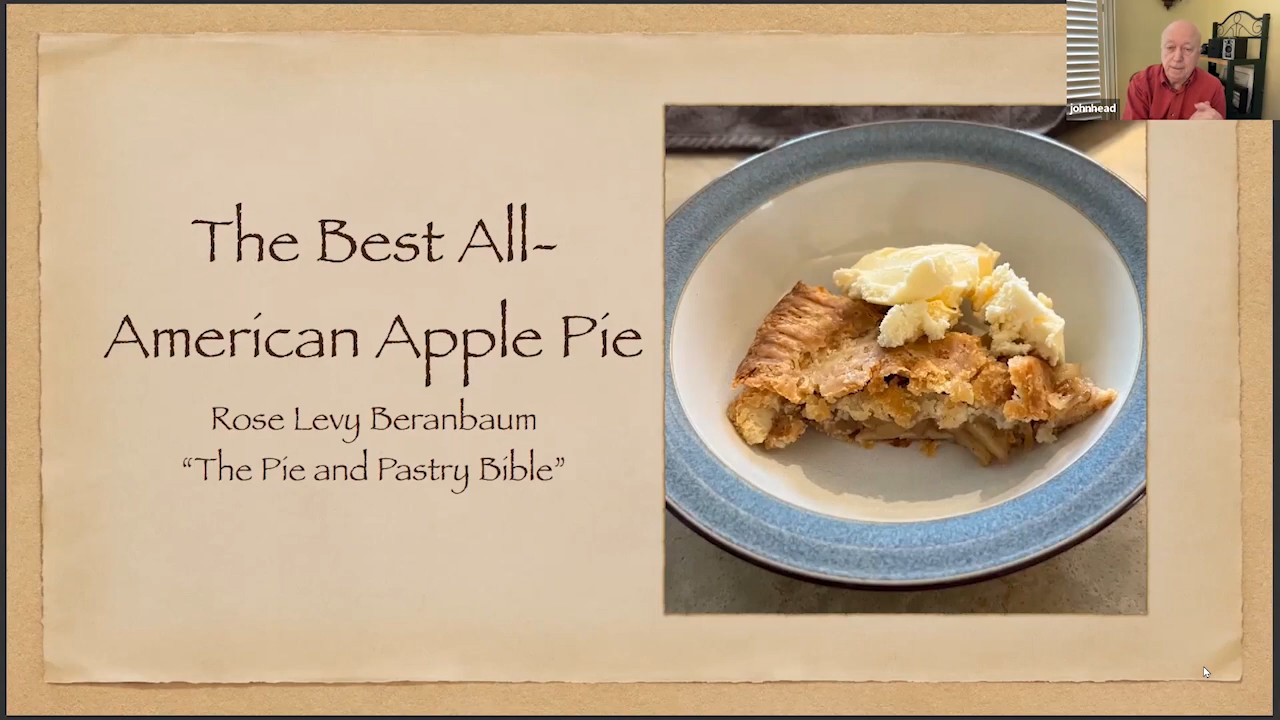 The Best All-
American Apple Pie
Rose Levy Beranbaum
“The Pie and Pastry Bible”
johnhead